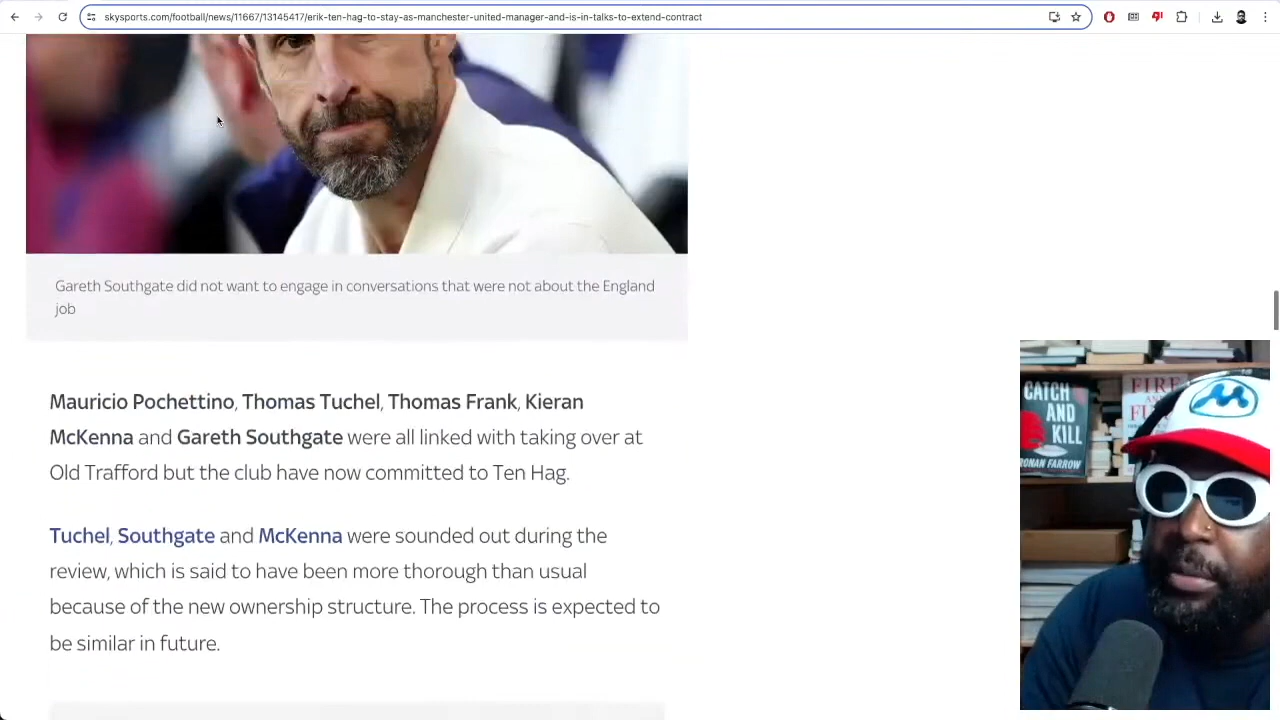 skysports.com/football/news/11667/13145417/erik-ten-hag-to-stay-as-manchester-united-manager-and-is-in-talks-to-extend-contract
Gareth Southgate did not want to engage in conversations that were not about the England
job
Mauricio Pochettino, Thomas Tuchel, Thomas Frank, Kieran
McKenna and Gareth Southgate were all linked with taking over at
Old Trafford but the club have now committed to Ten Hag.
Tuchel, Southgate and McKenna were sounded out during the
review, which is said to have been more thorough than usual
because of the new ownership structure. The process is expected to
be similar in future.
CATCH
AND
KILL
RONAN FARROW
FIRE
M